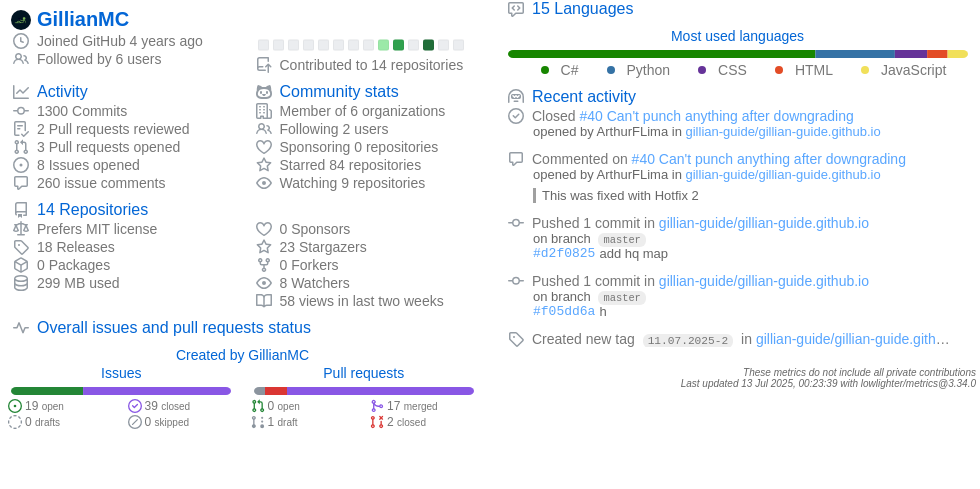 GillianMC
Joined GitHub 4 years ago
Followed by 6 users
Contributed to 14 repositories
Activity
1300 Commits
2 Pull requests reviewed
3 Pull requests opened
8 Issues opened
260 issue comments
Community stats
Member of 6 organizations
Following 2 users
Sponsoring 0 repositories
Starred 84 repositories
Watching 9 repositories
14 Repositories
Prefers MIT license
18 Releases
0 Packages
299 MB used
0 Sponsors
23 Stargazers
0 Forkers
8 Watchers
58 views in last two weeks
Overall issues and pull requests status
Created by GillianMC
Issues
19 open
39 closed
0 drafts
0 skipped
Pull requests
0 open
17 merged
1 draft
2 closed
15 Languages
Most used languages
C# Python CSS HTML JavaScript
Recent activity
Closed #40 Can't punch anything after downgrading
opened by ArthurFLima in gillian-guide/gillian-guide.github.io
Commented on #40 Can't punch anything after downgrading
opened by ArthurFLima in gillian-guide/gillian-guide.github.io
This was fixed with Hotfix 2
Pushed 1 commit in gillian-guide/gillian-guide.github.io
on branch master
#d2f0825 add hq map
Pushed 1 commit in gillian-guide/gillian-guide.github.io
on branch master
#f05dd6a h
Created new tag 11.07.2025-2 in gillian-guide/gillian-guide.gith…
These metrics do not include all private contributions
Last updated 13 Jul 2025, 00:23:39 with lowlighter/metrics@3.34.0